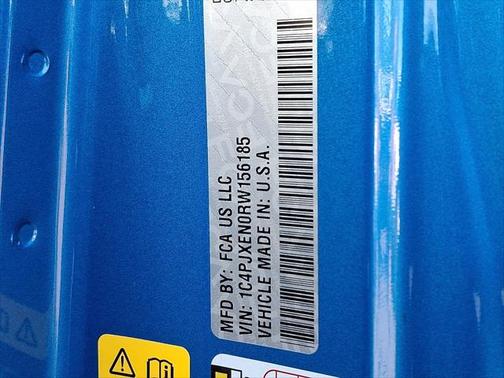 MFD BY: FCA US LLC
VIN: 1C4PJXEN0RW156185
VEHICLE MADE IN: U.S.A.